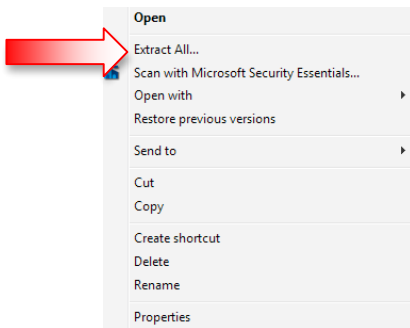 Open
Extract All...
Scan with Microsoft Security Essentials...
Open with
Restore previous versions
Send to
Cut
Copy
Create shortcut
Delete
Rename
Properties